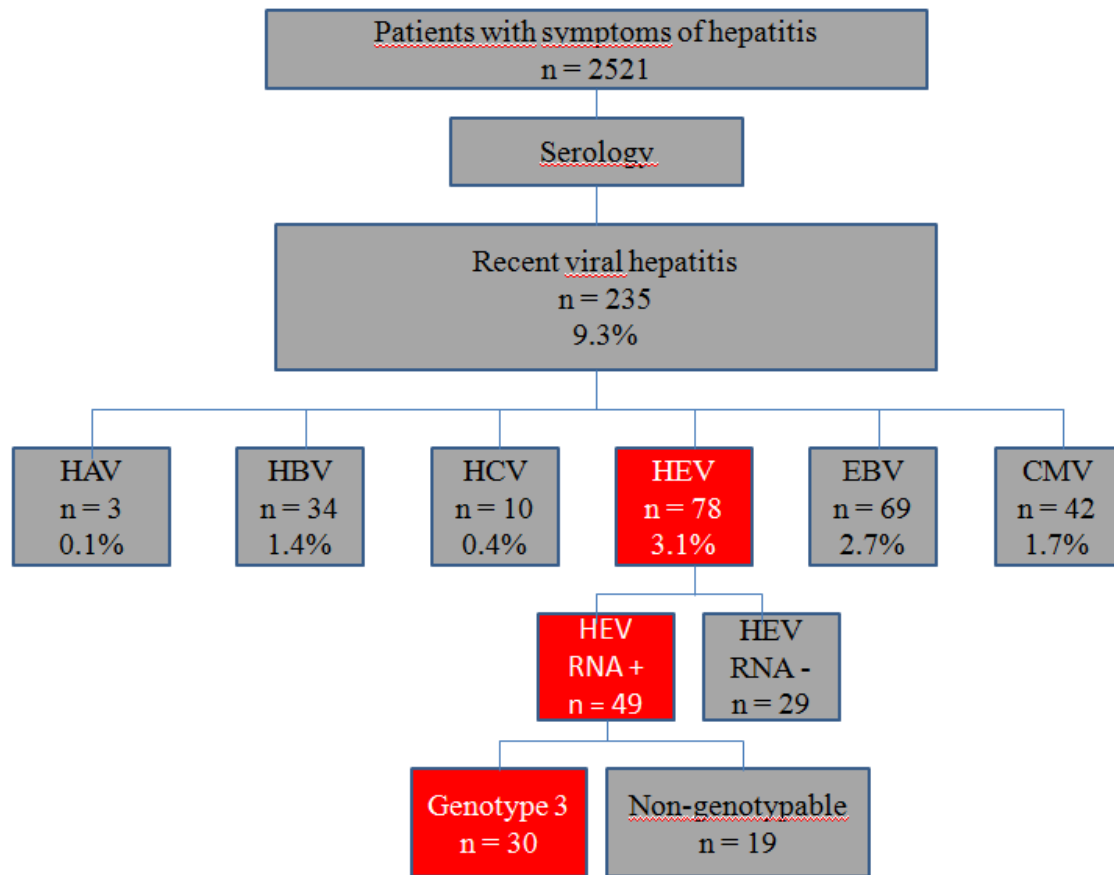 Patients with symptoms of hepatitis
n = 2521
Serology
Recent viral hepatitis
n = 235
9.3%
HAV
n = 3
0.1%
HBV
n = 34
1.4%
HCV
n = 10
0.4%
HEV
n = 78
3.1%
EBV
n = 69
2.7%
CMV
n = 42
1.7%
HEV
RNA +
n = 49
HEV
RNA -
n = 29
Genotype 3
n = 30
Non-genotypable
n = 19